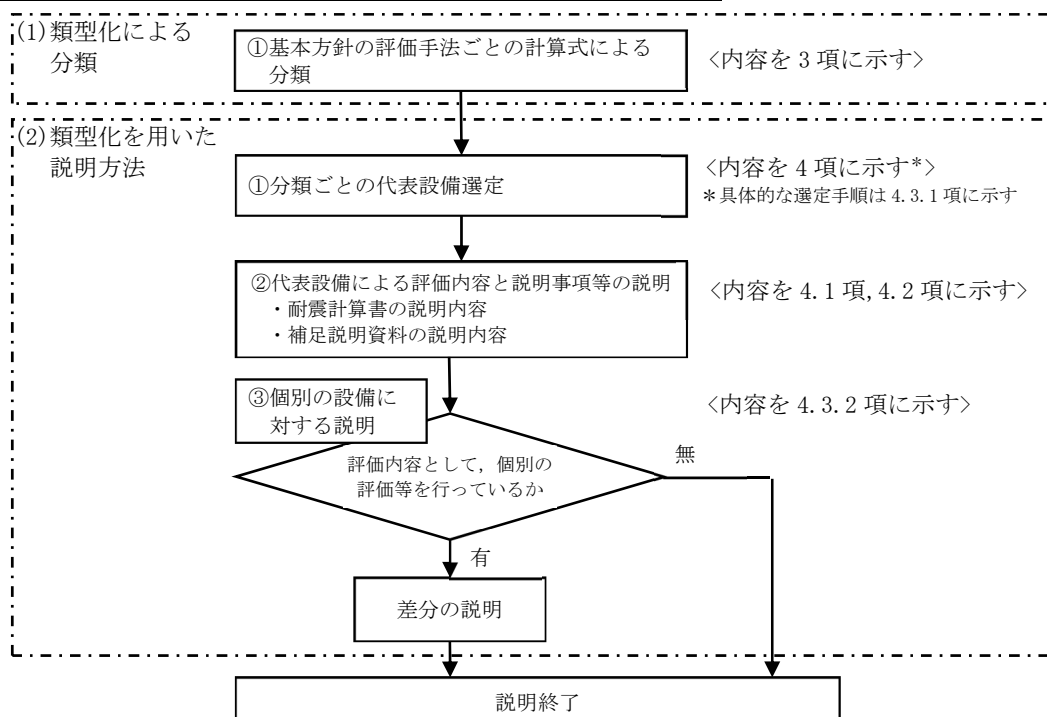 (1)類型化による
分類
①基本方針の評価手法ごとの計算式による
分類
<内容を 3 項に示す>
(2)類型化を用いた
説明方法
①分類ごとの代表設備選定
<内容を 4 項に示す*>
*具体的な選定手順は 4.3.1 項に示す
②代表設備による評価内容と説明事項等の説明
・耐震計算書の説明内容
・補足説明資料の説明内容
<内容を 4.1 項, 4.2 項に示す>
③個別の設備に
対する説明
<内容を 4.3.2 項に示す>
評価内容として，個別の
評価等を行っているか
無
有
差分の説明
説明終了